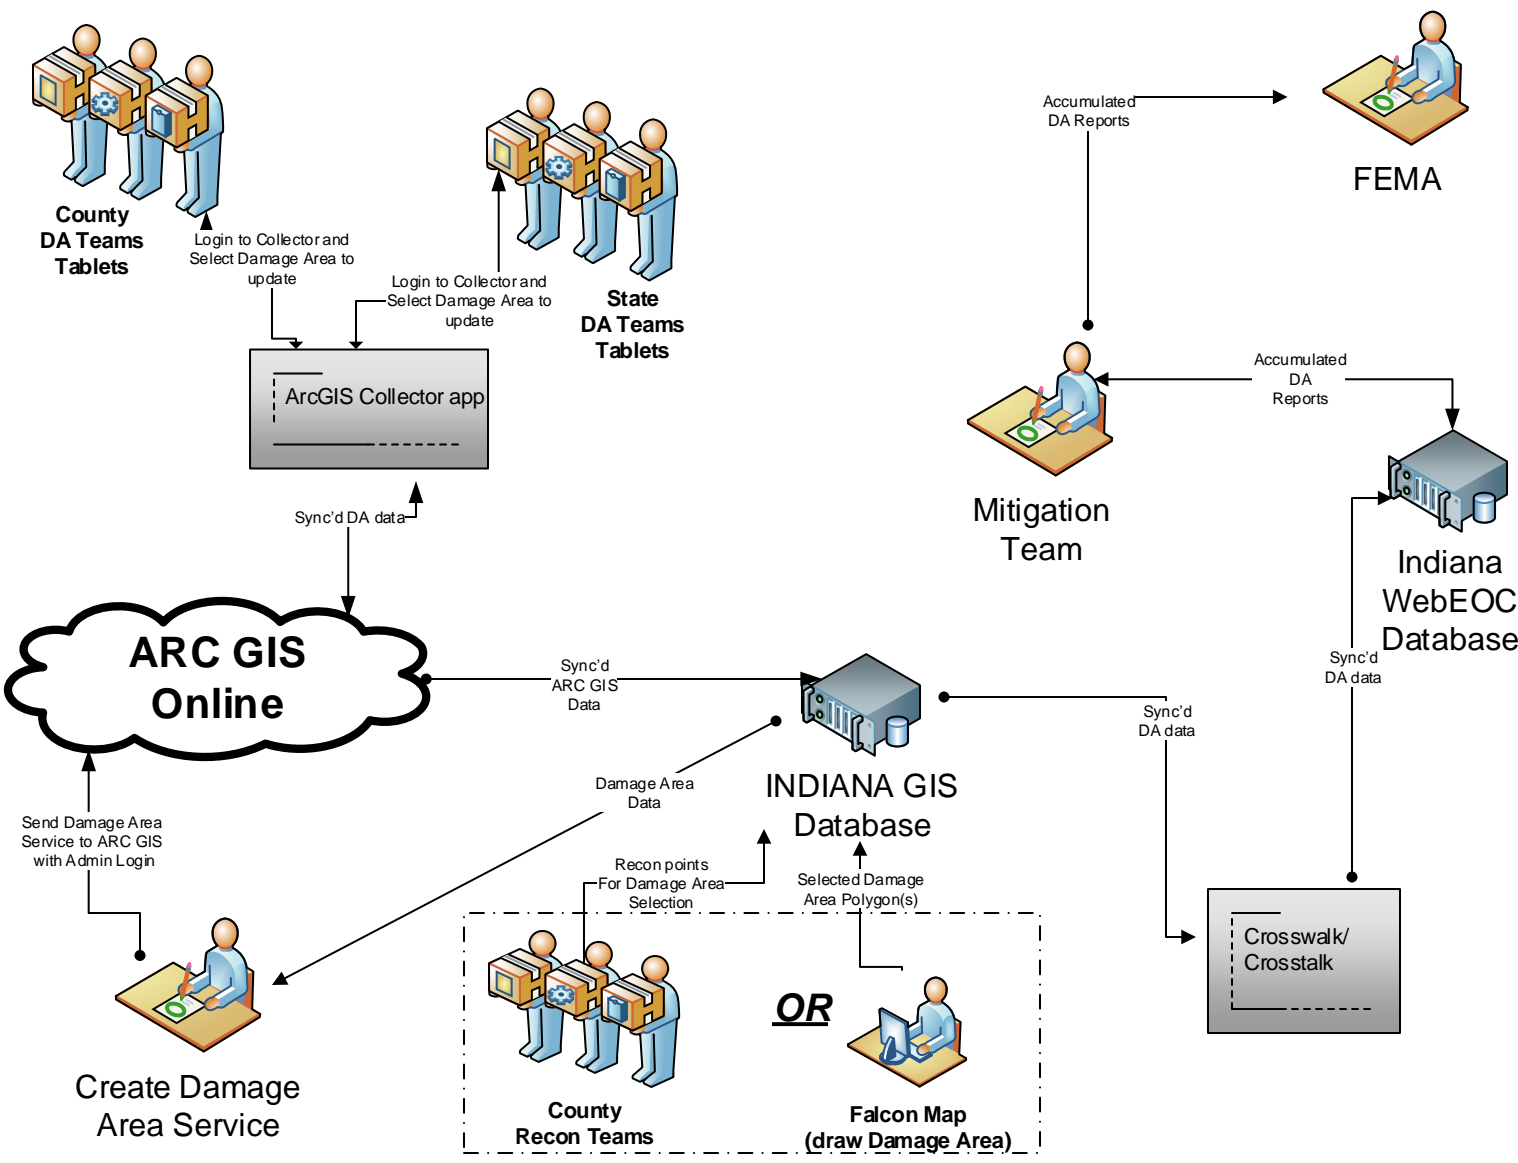 County
DA Teams
Tablets
Login to Collector and
Select Damage Area to
update
Login to Collector and
Select Damage Area to
update
State
DA Teams
Tablets
ArcGIS Collector app
Sync'd DA data
ARC GIS
Online
Accumulated
DA Reports
FEMA
Accumulated
DA
Reports
Mitigation
Team
Indiana
WebEOC
Database
Sync'd
ARC GIS
Data
Sync'd
DA data
Sync'd
DA data
Damage Area
Data
INDIANA GIS
Database
Send Damage Area
Service to ARC GIS
with Admin Login
Recon points
For Damage Area
Selection
Selected Damage
Area Polygon(s)
Crosswalk/
Crosstalk
OR
Create Damage
Area Service
County
Recon Teams
Falcon Map
(draw Damage Area)